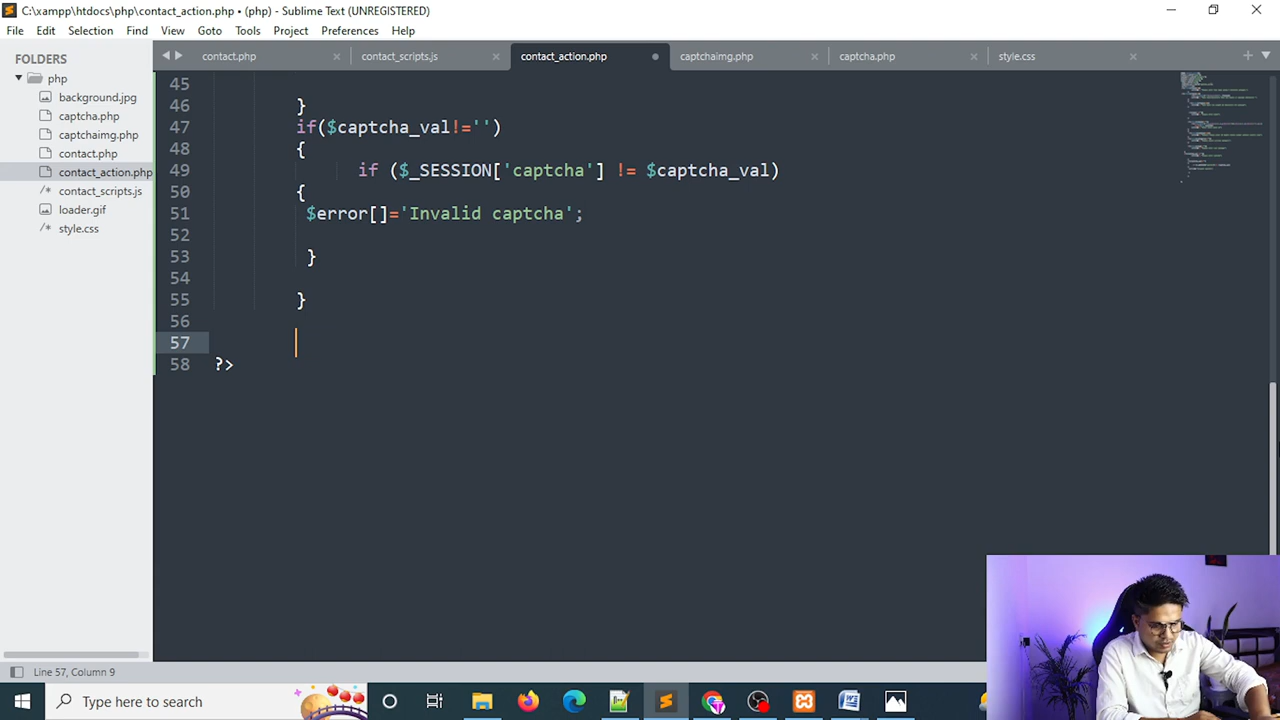 C:\xampp\htdocs\php\contact_action.php • (php) - Sublime Text (UNREGISTERED)
File Edit Selection Find View Goto Tools Project Preferences Help
FOLDERS
php
background.jpg
captcha.php
captchaimg.php
contact.php
contact_action.php
contact_scripts.js
loader.gif
style.css
contact.php
contact_scripts.js
contact_action.php
captchaimg.php
captcha.php
style.css
45
46 }
47 if($captcha_val!='')
48 {
49 if ($_SESSION['captcha'] != $captcha_val)
50 {
51 $error[]='Invalid captcha';
52
53 }
54
55 }
56
57
58 ?>
Line 57, Column 9
Type here to search